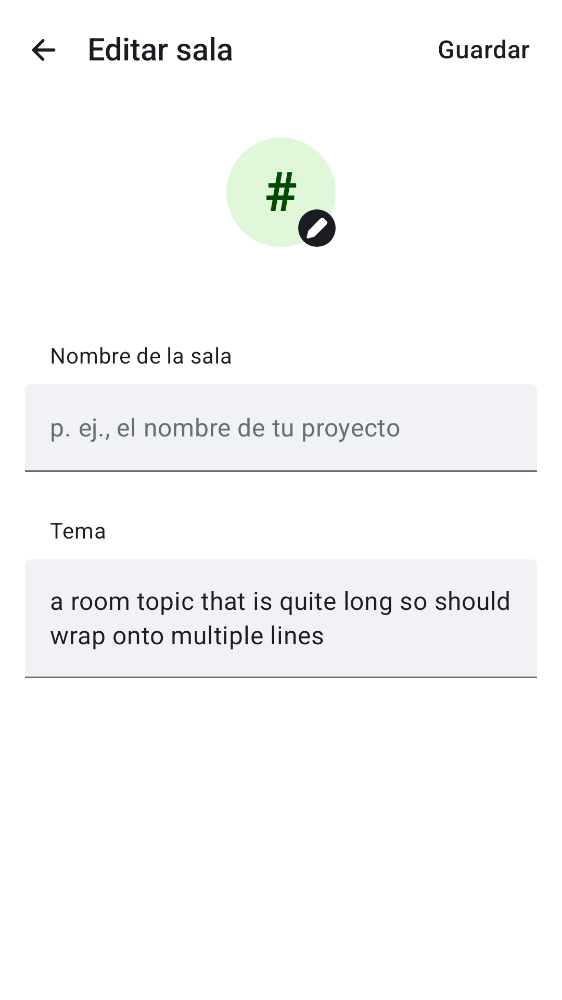 Editar sala
Guardar
#
Nombre de la sala
p. ej., el nombre de tu proyecto
Tema
a room topic that is quite long so should
wrap onto multiple lines